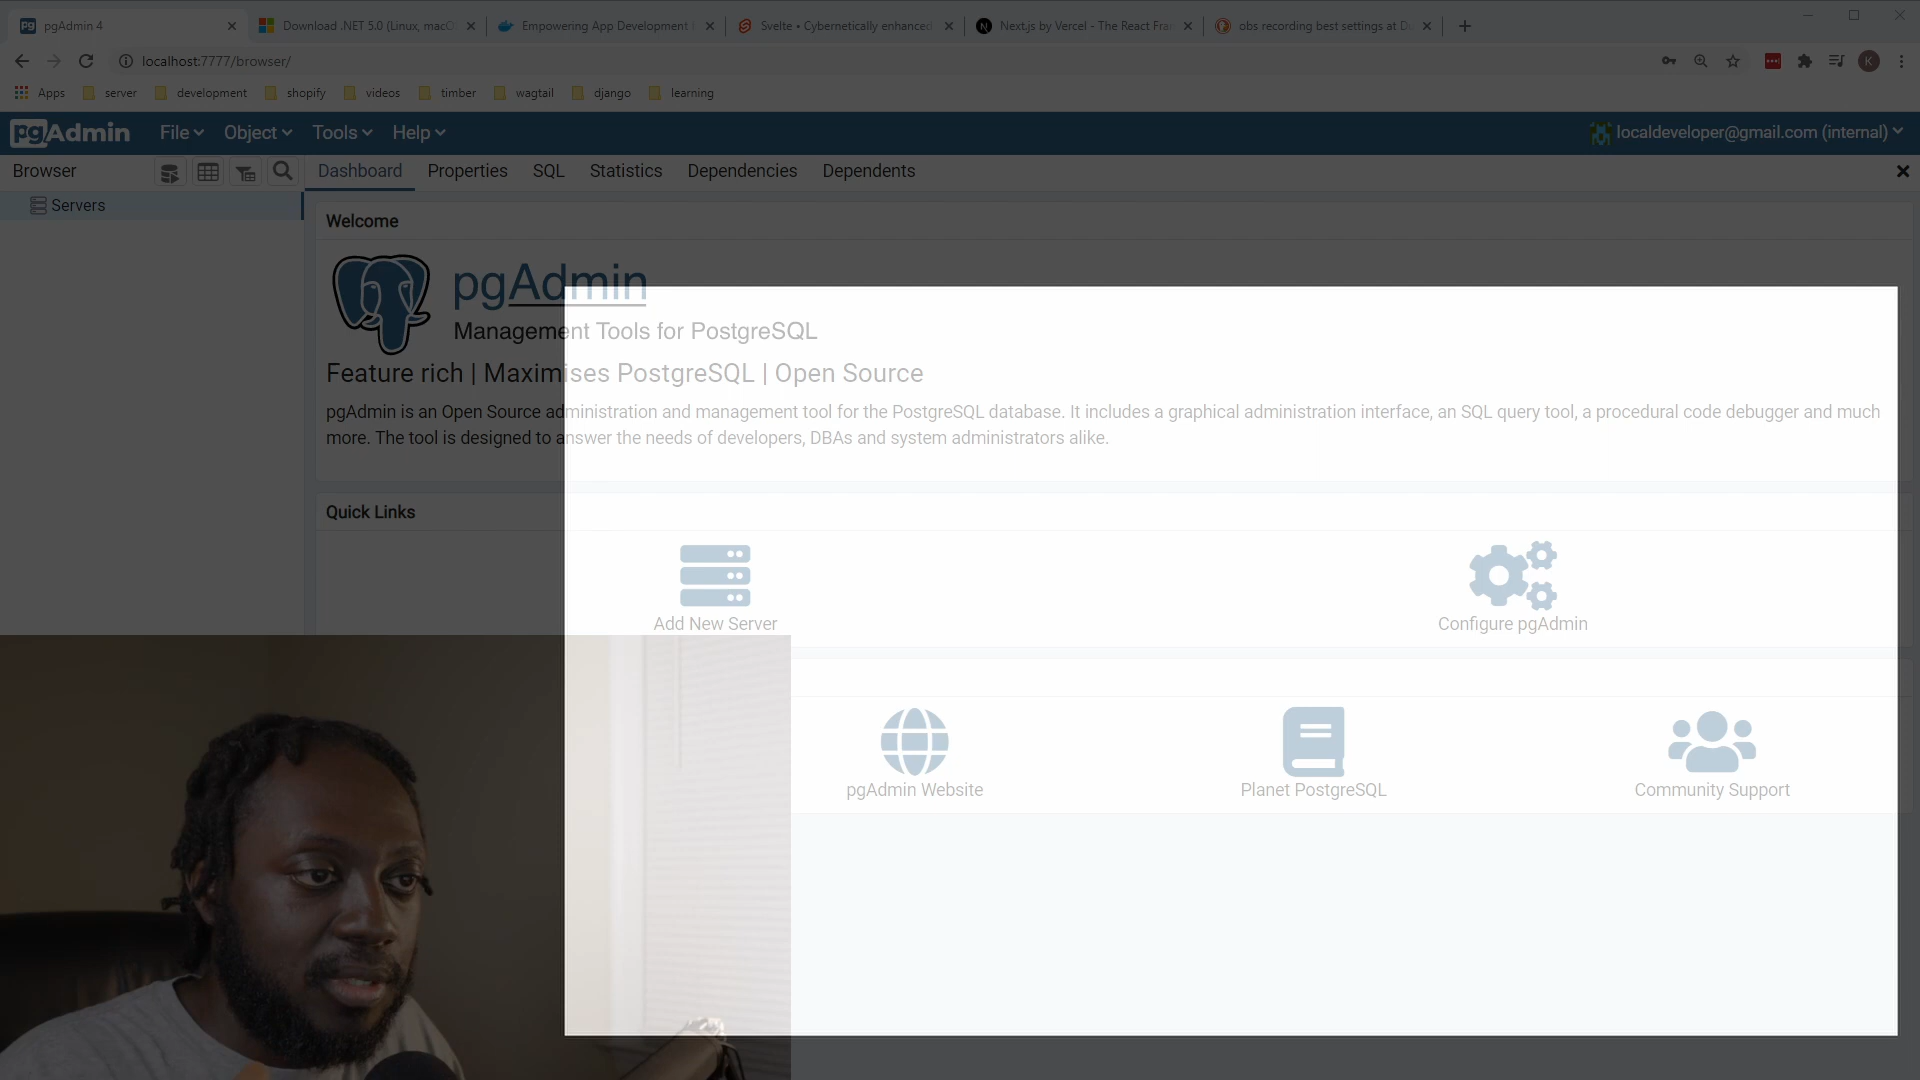 pgAdmin 4
Download .NET 5.0 (Linux, macO
Empowering App Development
Svelte • Cybernetically enhanced
Next.js by Vercel - The React Fra
obs recording best settings at D
localhost:7777/browser/
K
Apps
server
development
shopify
videos
timber
wagtail
django
learning
pgAdmin
File
Object
Tools
Help
localdeveloper@gmail.com (internal)
Browser
Dashboard
Properties
SQL
Statistics
Dependencies
Dependents
Servers
Welcome
pgAdmin
Management Tools for PostgreSQL
Feature rich | Maximises PostgreSQL | Open Source
pgAdmin is an Open Source administration and management tool for the PostgreSQL database. It includes a graphical administration interface, an SQL query tool, a procedural code debugger and much
more. The tool is designed to answer the needs of developers, DBAs and system administrators alike.
Quick Links
Add New Server
Configure pgAdmin
pgAdmin Website
Planet PostgreSQL
Community Support